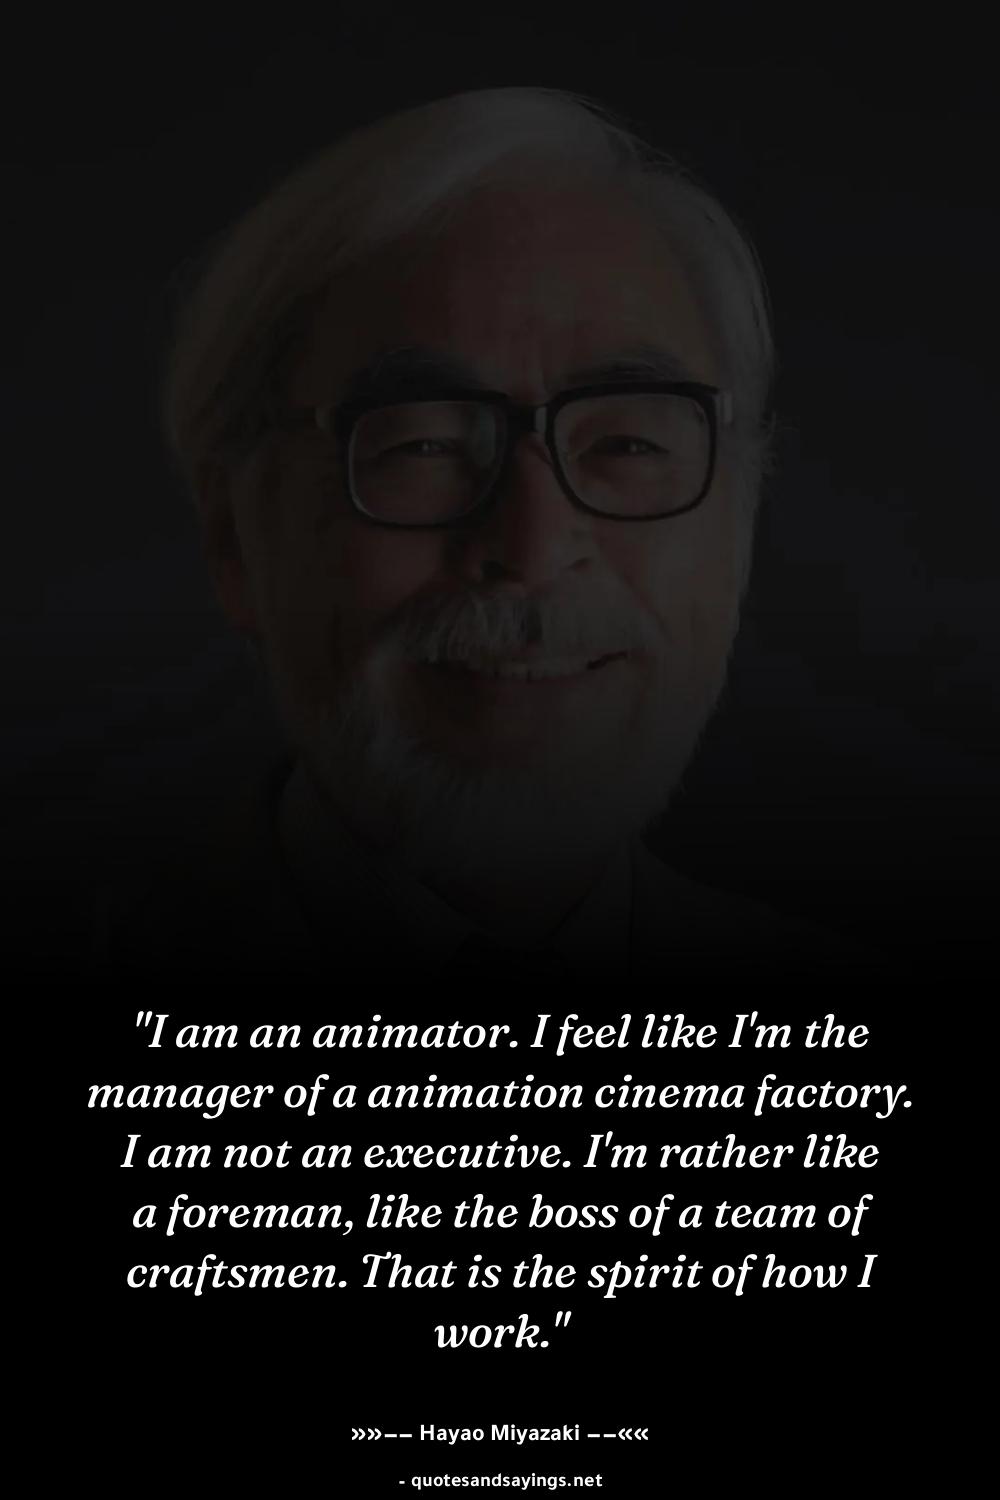 "I am an animator. I feel like I'm the
manager of a animation cinema factory.
I am not an executive. I'm rather like
a foreman, like the boss of a team of
craftsmen. That is the spirit of how I
work."
»»−− Hayao Miyazaki −−««
- quotesandsayings.net